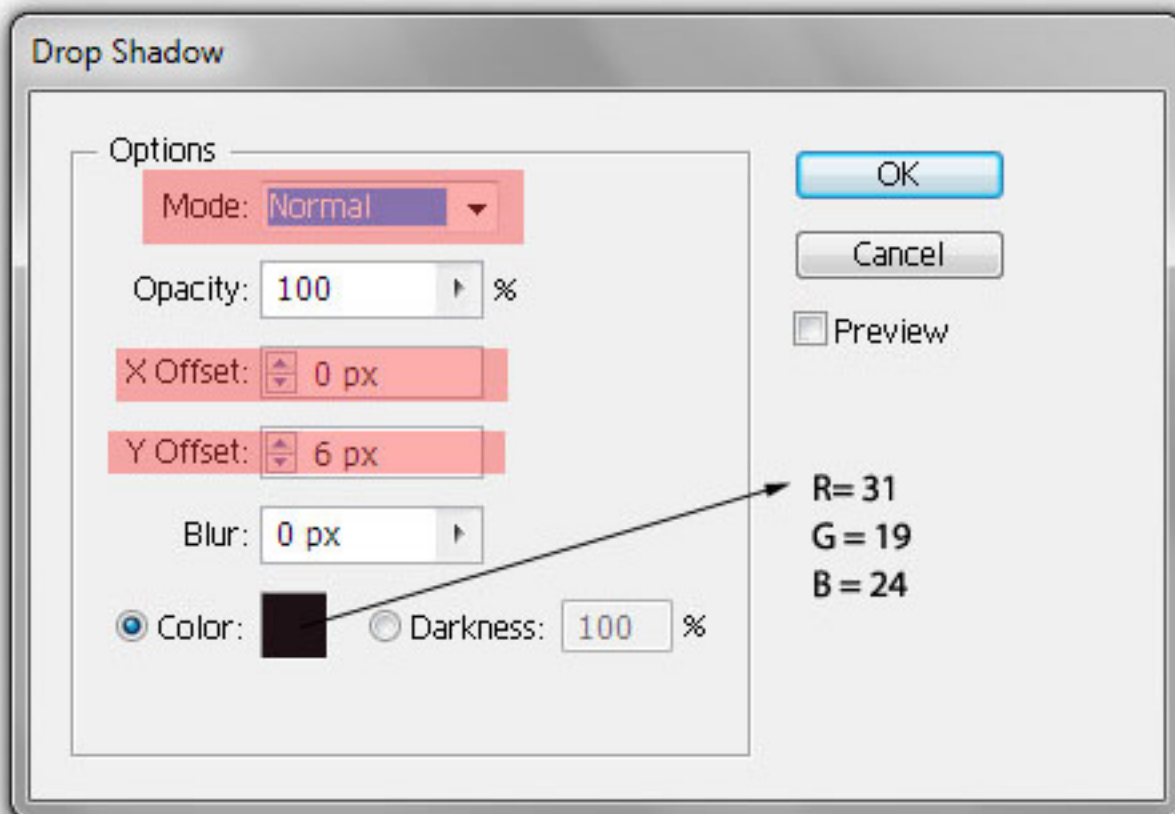 Drop Shadow
Options
Mode: Normal
Opacity: 100 %
X Offset: 0 px
Y Offset: 6 px
Blur: 0 px
Color: Darkness: 100 %
OK
Cancel
Preview
R= 31
G = 19
B = 24